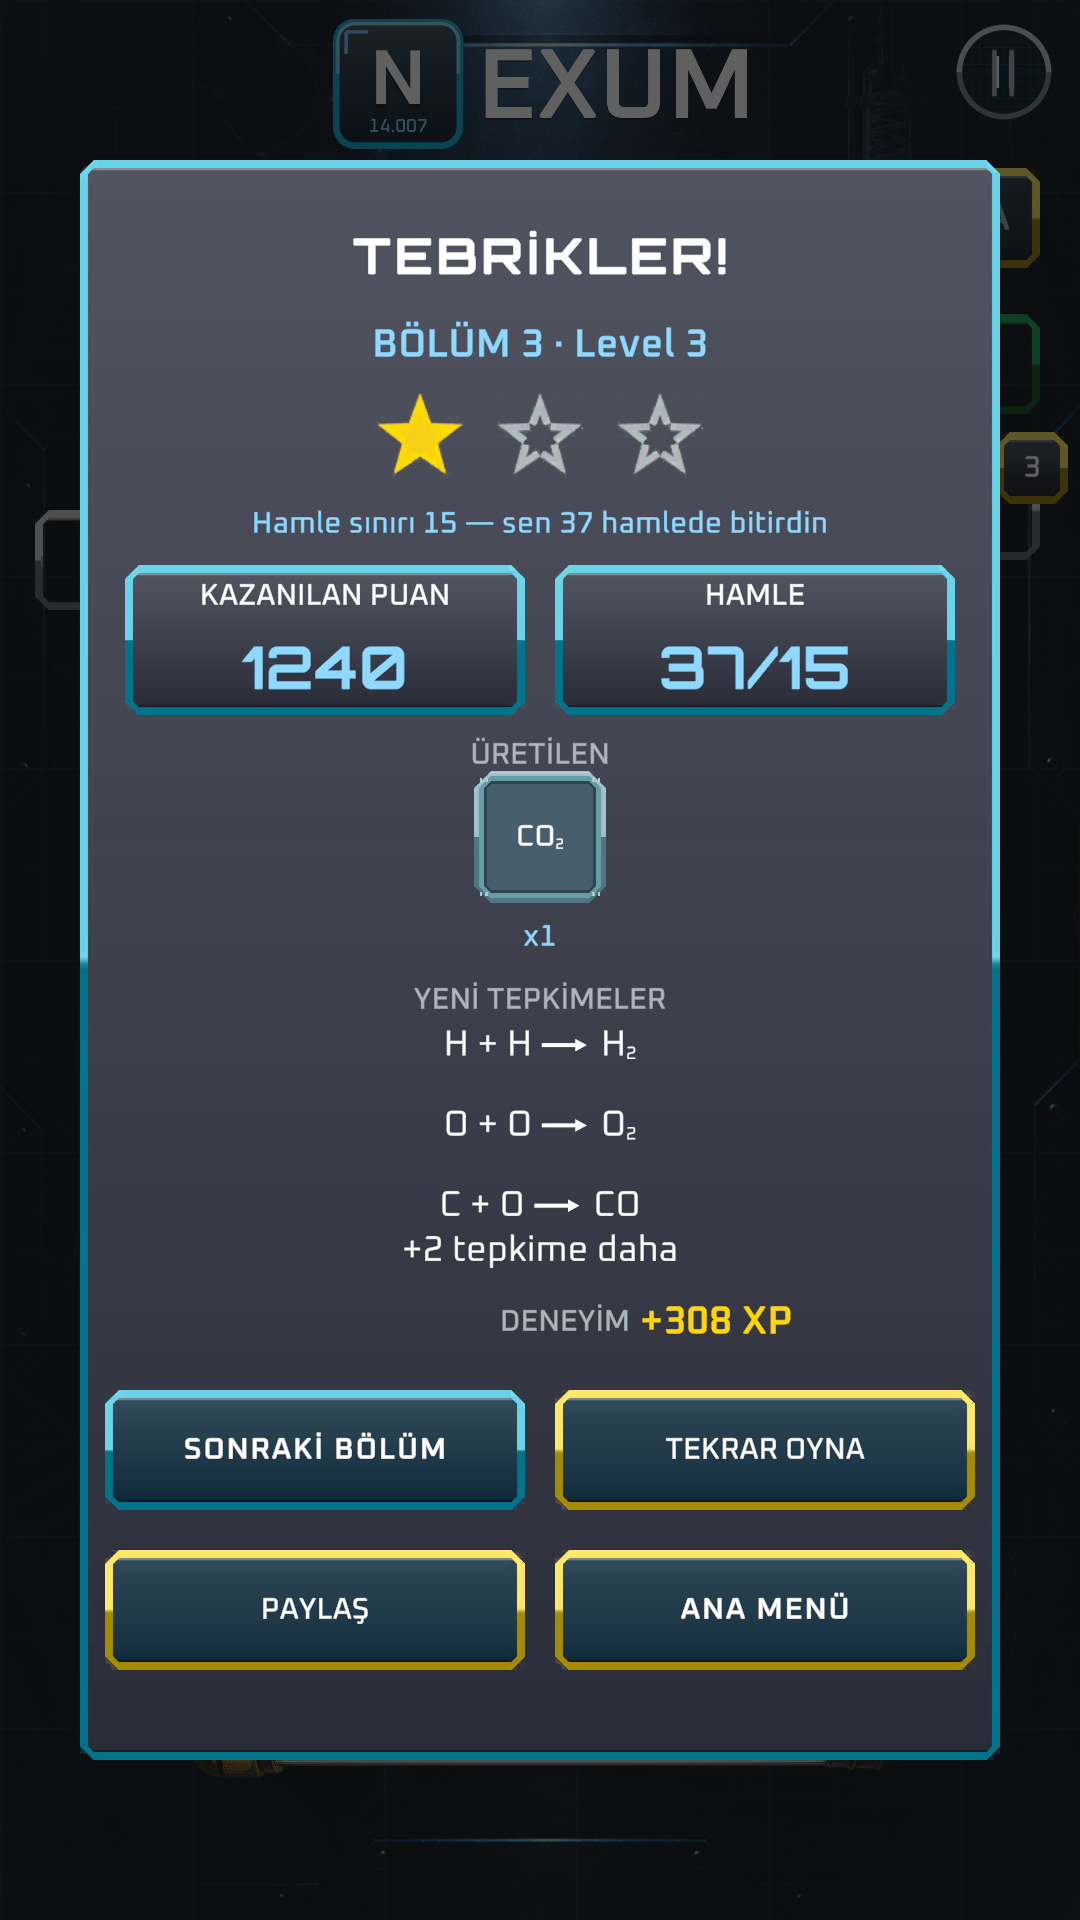 N
14.007
EXUM
A
TEBRİKLER!
BÖLÜM 3 · Level 3
3
Hamle sınırı 15 — sen 37 hamlede bitirdin
KAZANILAN PUAN
1240
HAMLE
37/15
ÜRETİLEN
CO₂
x1
YENİ TEPKİMELER
H + H → H₂
O + O → O₂
C + O → CO
+2 tepkime daha
DENEYİM +308 XP
SONRAKİ BÖLÜM
TEKRAR OYNA
PAYLAŞ
ANA MENÜ